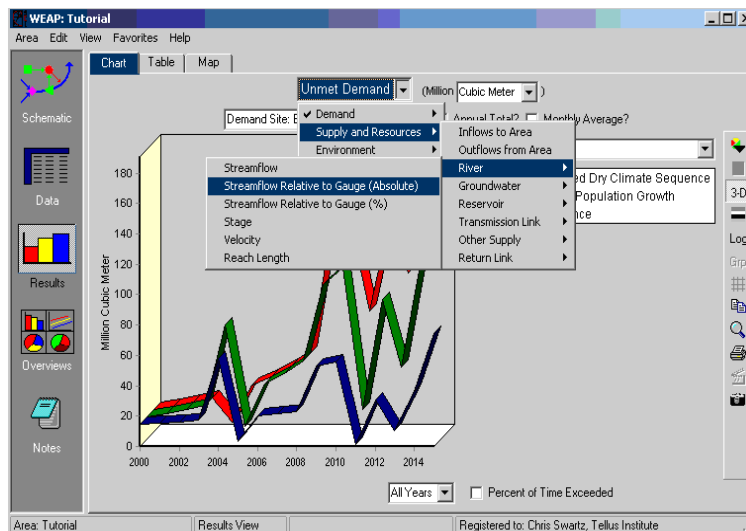 WEAP: Tutorial
Area Edit View Favorites Help
Chart Table Map
Unmet Demand (Million Cubic Meter )
Demand Site: Annual Total? Monthly Average?
Demand
Supply and Resources
Environment
Inflows to Area
Outflows from Area
River
Groundwater
Reservoir
Transmission Link
Other Supply
Return Link
Streamflow
Streamflow Relative to Gauge (Absolute)
Streamflow Relative to Gauge (%)
Stage
Velocity
Reach Length
ed Dry Climate Sequence
Population Growth
nce
Schematic
Data
Results
Overviews
Notes
3-D
Log
Grp
Million Cubic Meter
180
160
140
120
100
80
60
40
20
0
2000 2002 2004 2006 2008 2010 2012 2014
All Years Percent of Time Exceeded
Area: Tutorial Results View Registered to: Chris Swartz, Tellus Institute